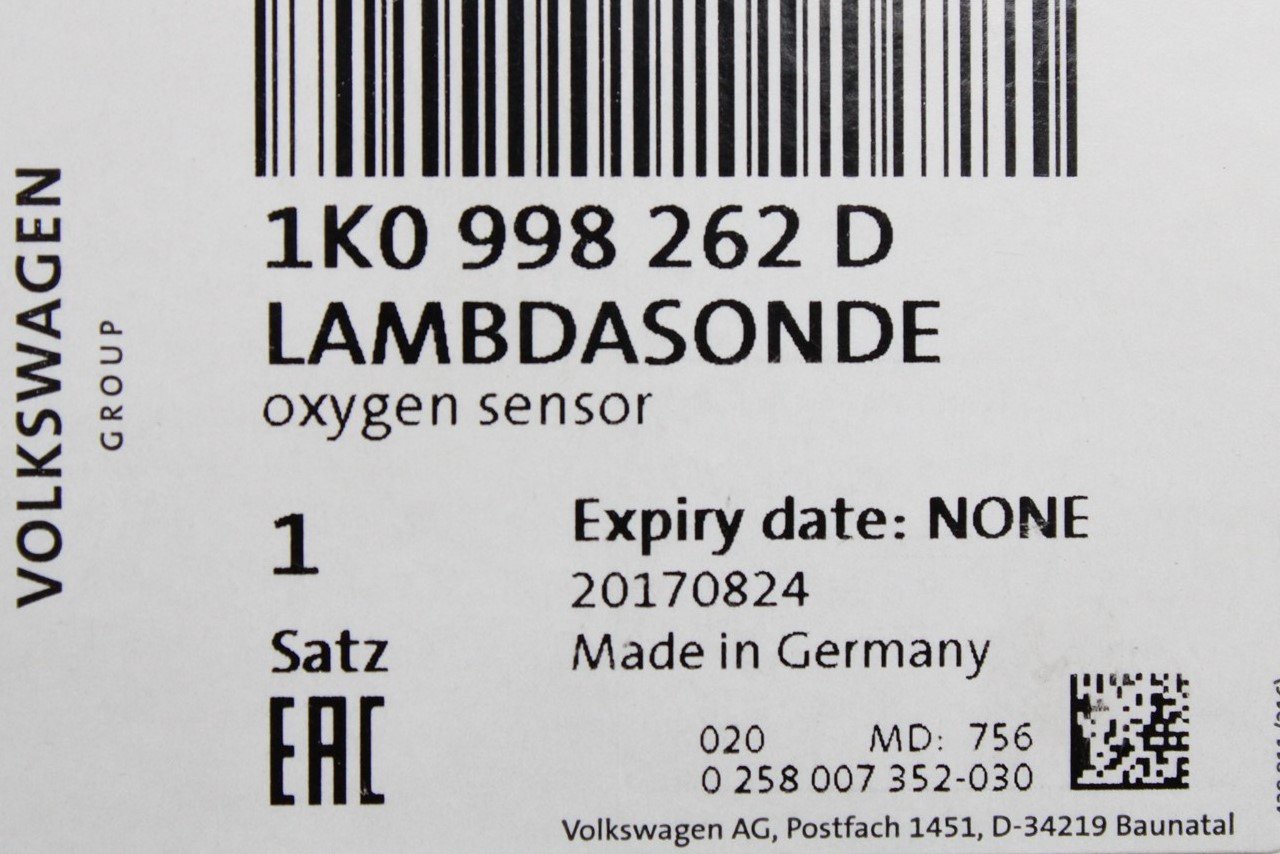 VOLKSWAGEN
GROUP
1K0 998 262 D
LAMBDASONDE
oxygen sensor
1
Satz
EAC
Expiry date: NONE
20170824
Made in Germany
020 MD: 756
0 258 007 352-030
Volkswagen AG, Postfach 1451, D-34219 Baunatal